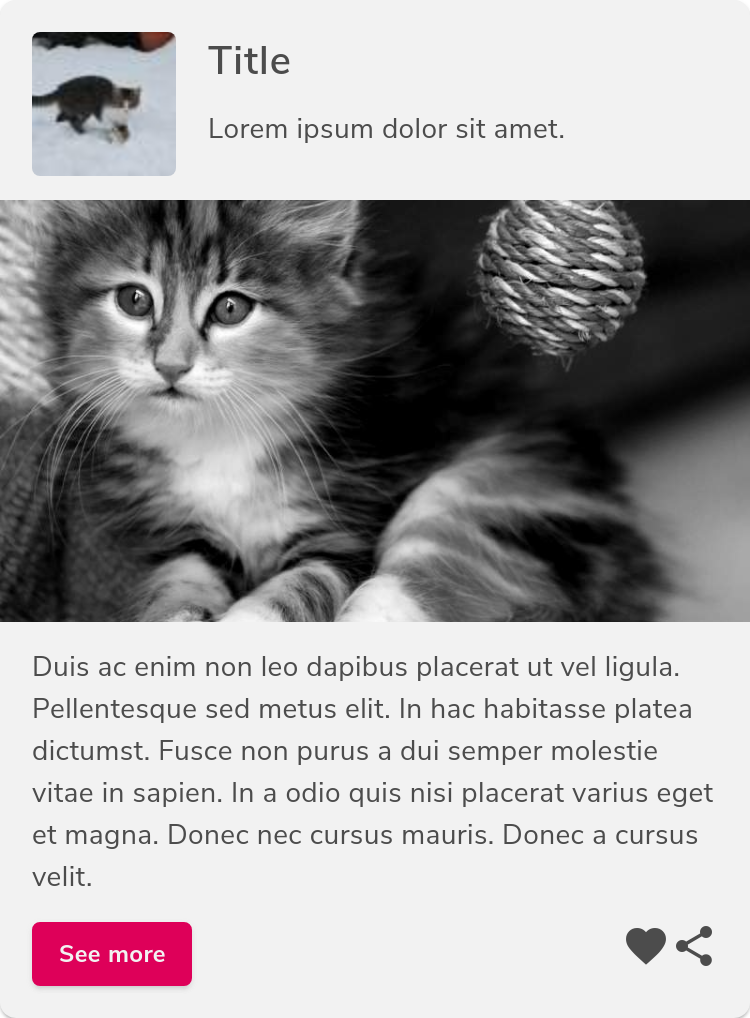 Title
Lorem ipsum dolor sit amet.
Duis ac enim non leo dapibus placerat ut vel ligula.
Pellentesque sed metus elit. In hac habitasse platea
dictumst. Fusce non purus a dui semper molestie
vitae in sapien. In a odio quis nisi placerat varius eget
et magna. Donec nec cursus mauris. Donec a cursus
velit.
See more